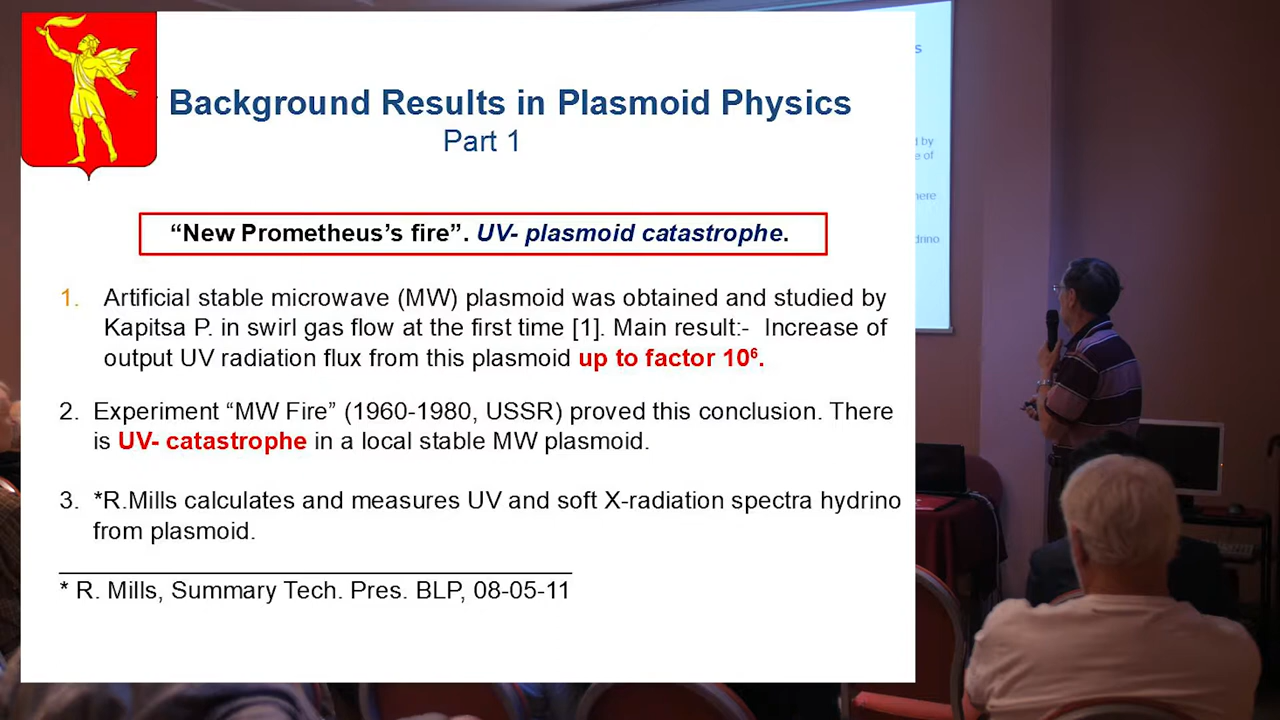 Background Results in Plasmoid Physics
Part 1
“New Prometheus’s fire”. UV- plasmoid catastrophe.
1. Artificial stable microwave (MW) plasmoid was obtained and studied by
Kapitsa P. in swirl gas flow at the first time [1]. Main result:- Increase of
output UV radiation flux from this plasmoid up to factor 10⁶.
2. Experiment “MW Fire” (1960-1980, USSR) proved this conclusion. There
is UV- catastrophe in a local stable MW plasmoid.
3. *R.Mills calculates and measures UV and soft X-radiation spectra hydrino
from plasmoid.
* R. Mills, Summary Tech. Pres. BLP, 08-05-11
s
by
e of
here
drino